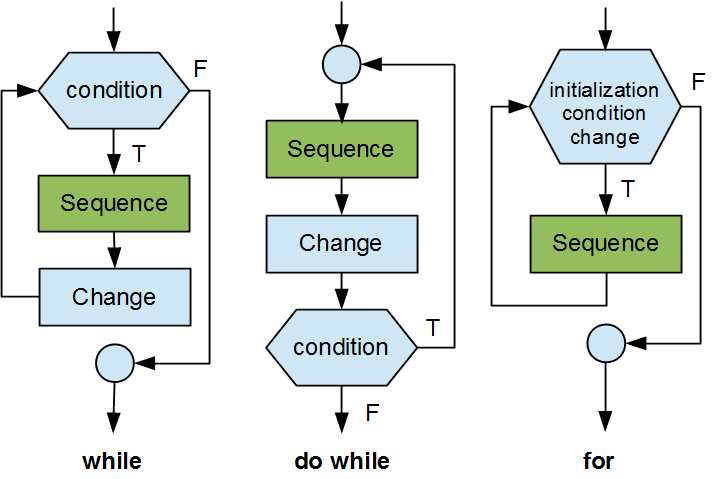 condition
F
T
Sequence
Change
while
Sequence
Change
condition
T
F
do while
initialization
condition
change
F
T
Sequence
for